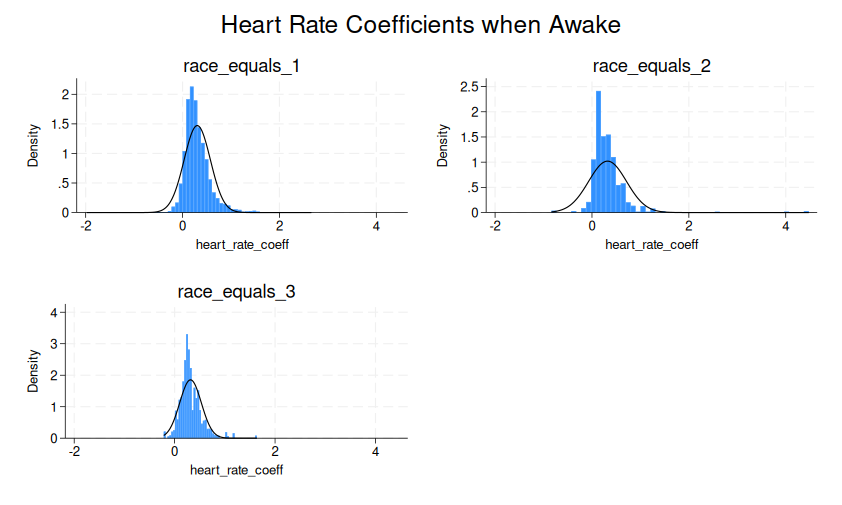 Heart Rate Coefficients when Awake
race_equals_1
Density
2
1.5
1
.5
0
-2 0 2 4
heart_rate_coeff
race_equals_2
Density
2.5
2
1.5
1
.5
0
-2 0 2 4
heart_rate_coeff
race_equals_3
Density
4
3
2
1
0
-2 0 2 4
heart_rate_coeff